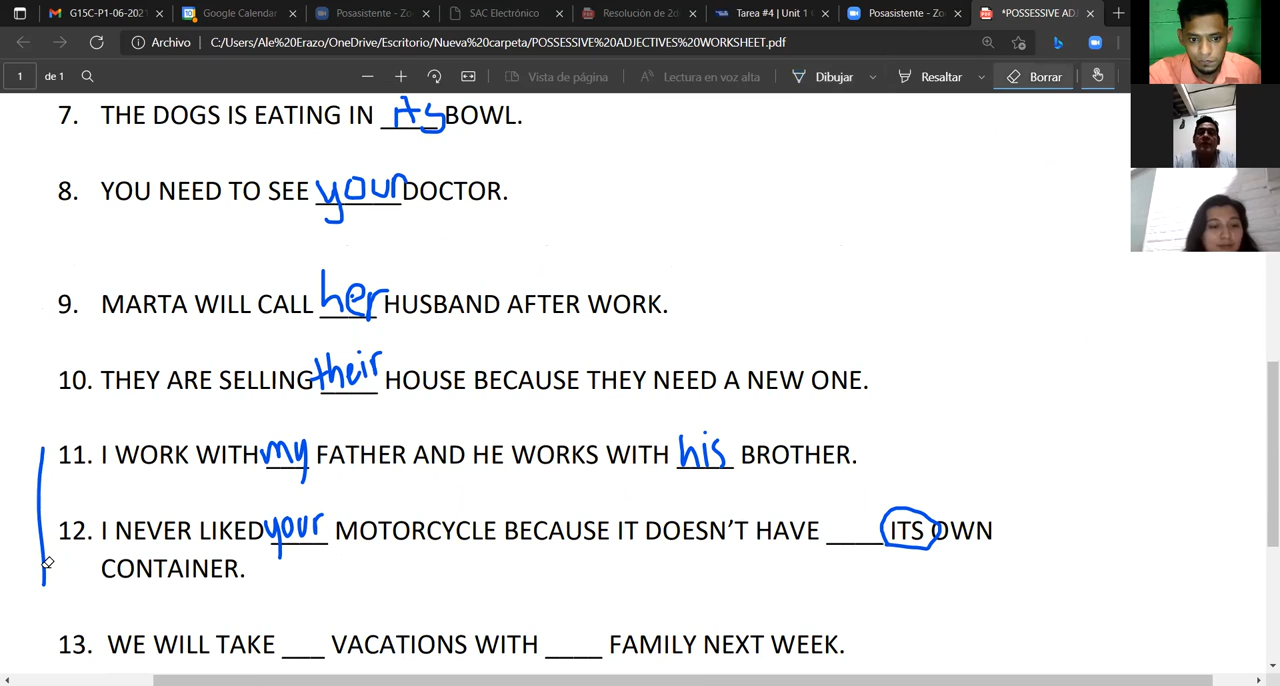 G15C-P1-06-2021
Google Calendar
Posasistente - Zo
SAC Electrónico
Resolución de 2d
Tarea #4 | Unit 1
Posasistente - Zo
*POSSESSIVE ADJ
Archivo C:/Users/Ale%20Erazo/OneDrive/Escritorio/Nueva%20carpeta/POSSESSIVE%20ADJECTIVES%20WORKSHEET.pdf
1 de 1 Vista de página Lectura en voz alta Dibujar Resaltar Borrar
7. THE DOGS IS EATING IN its BOWL.
8. YOU NEED TO SEE your DOCTOR.
9. MARTA WILL CALL her HUSBAND AFTER WORK.
10. THEY ARE SELLING their HOUSE BECAUSE THEY NEED A NEW ONE.
11. I WORK WITH my FATHER AND HE WORKS WITH his BROTHER.
12. I NEVER LIKED your MOTORCYCLE BECAUSE IT DOESN'T HAVE ____ ITS OWN
CONTAINER.
13. WE WILL TAKE ___ VACATIONS WITH ____ FAMILY NEXT WEEK.